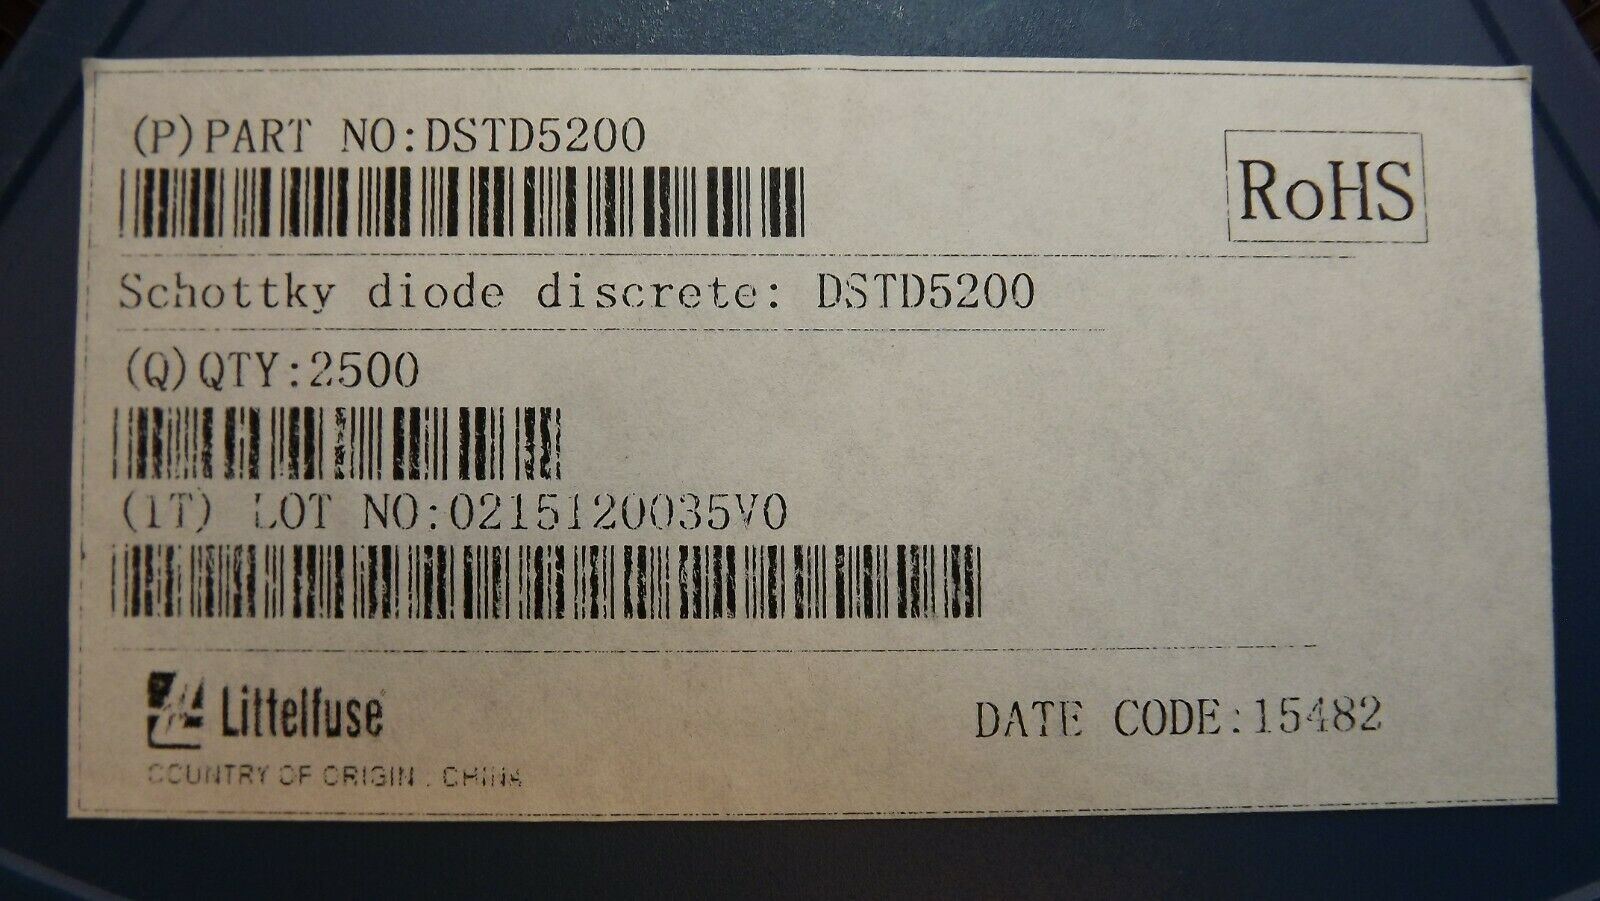 (P)PART NO:DSTD5200
RoHS
Schottky diode discrete: DSTD5200
(Q)QTY:2500
(1T) LOT NO:0215120035V0
Littelfuse
DATE CODE:15482
COUNTRY OF ORIGIN : CHINA